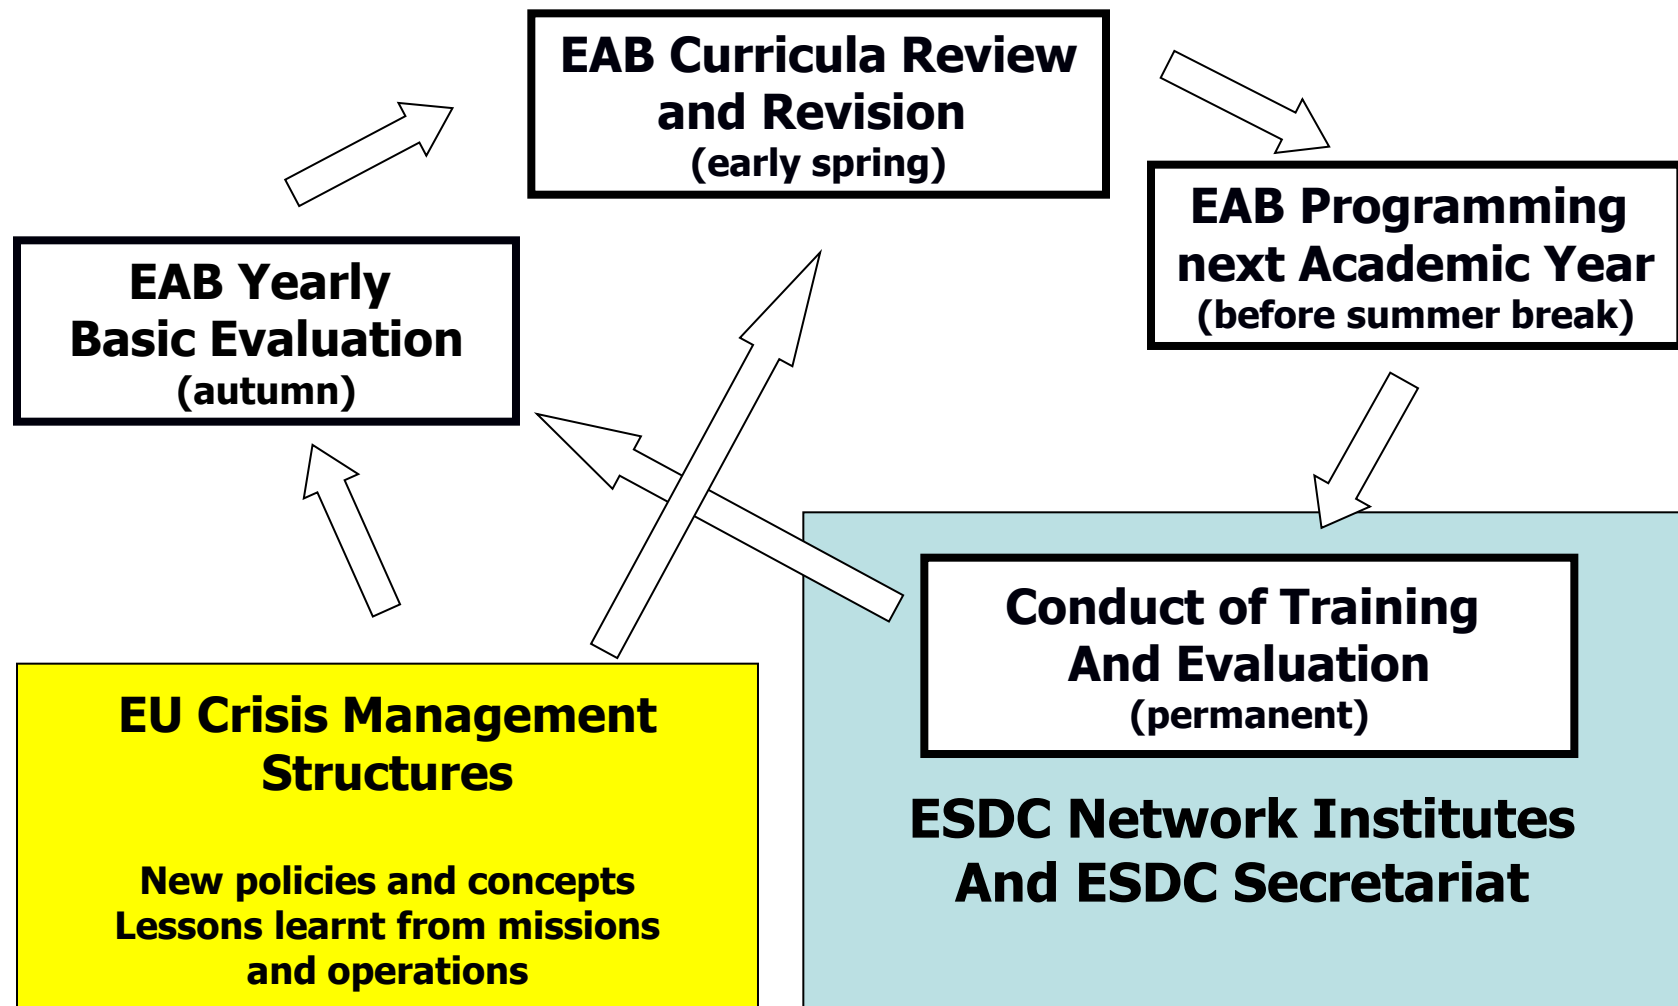 EAB Curricula Review
and Revision
(early spring)
EAB Programming
next Academic Year
(before summer break)
EAB Yearly
Basic Evaluation
(autumn)
Conduct of Training
And Evaluation
(permanent)
ESDC Network Institutes
And ESDC Secretariat
EU Crisis Management
Structures
New policies and concepts
Lessons learnt from missions
and operations